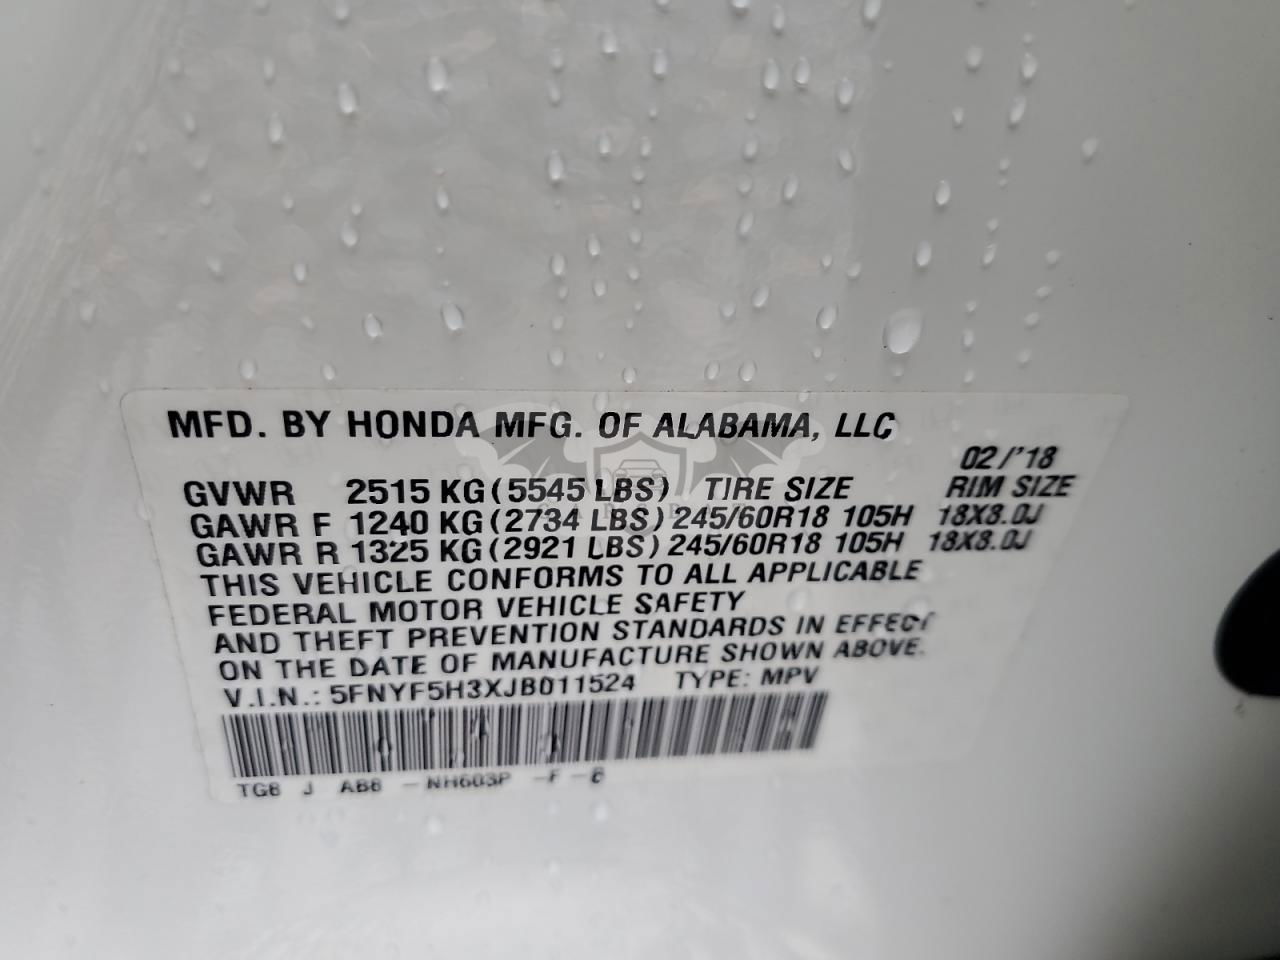 MFD. BY HONDA MFG. OF ALABAMA, LLC
02/'18
GVWR 2515 KG (5545 LBS) TIRE SIZE RIM SIZE
GAWR F 1240 KG (2734 LBS) 245/60R18 105H 18X8.0J
GAWR R 1325 KG (2921 LBS) 245/60R18 105H 18X8.0J
THIS VEHICLE CONFORMS TO ALL APPLICABLE
FEDERAL MOTOR VEHICLE SAFETY
AND THEFT PREVENTION STANDARDS IN EFFECT
ON THE DATE OF MANUFACTURE SHOWN ABOVE.
V.I.N.: 5FNYF5H3XJB011524 TYPE: MPV
TG8 J AB8 - NH603P - F -